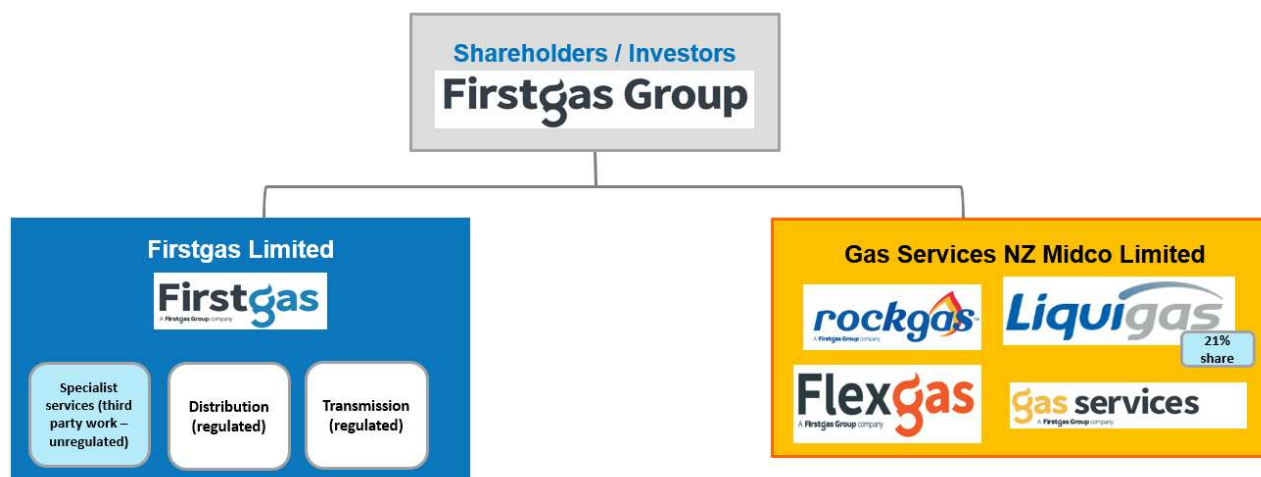 Shareholders / Investors
Firstgas Group
Firstgas Limited
Firstgas
A Firstgas Group company
Specialist
services (third
party work –
unregulated)
Distribution
(regulated)
Transmission
(regulated)
Gas Services NZ Midco Limited
rockgas
A Firstgas Group company
Liquigas
21%
share
Flexgas
A Firstgas Group company
gas services
A Firstgas Group company